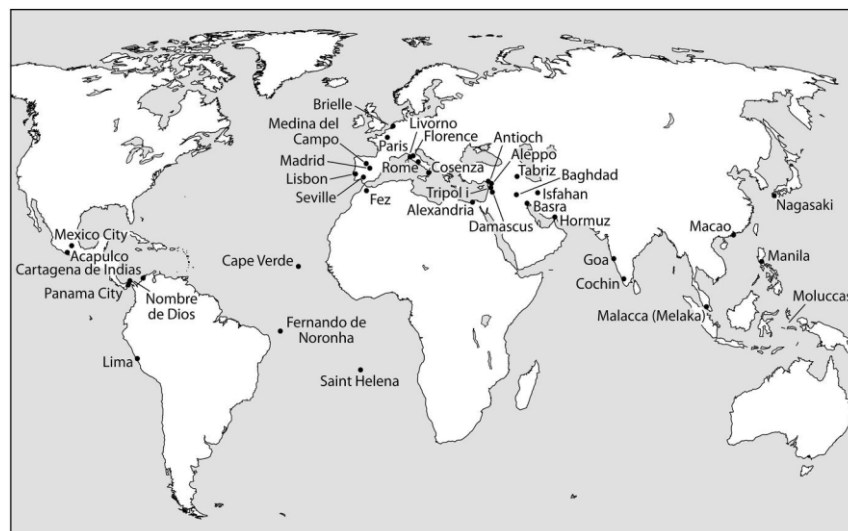 Brielle
Medina del
Campo
Madrid
Lisbon
Seville
Paris
Livorno
Florence
Rome
Cosenza
Fez
Antioch
Aleppo
Tabriz
Baghdad
Isfahan
Basra
Hormuz
Tripol i
Alexandria
Damascus
Nagasaki
Macao
Manila
Goa
Cochin
Malacca (Melaka)
Moluccas
Mexico City
Acapulco
Cartagena de Indias
Panama City
Nombre
de Dios
Cape Verde
Fernando de
Noronha
Lima
Saint Helena